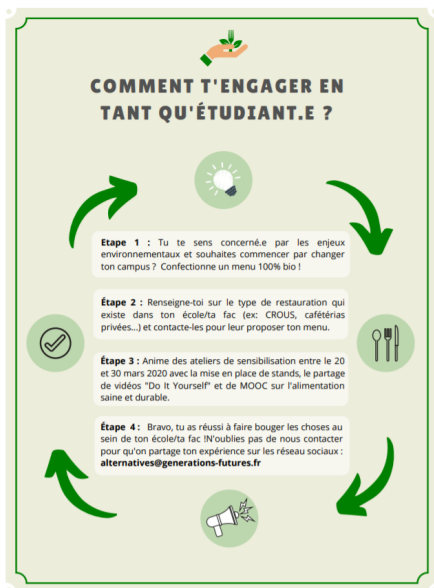 COMMENT T'ENGAGER EN
TANT QU'ÉTUDIANT.E ?
Etape 1 : Tu te sens concerné.e par les enjeux
environnementaux et souhaites commencer par changer
ton campus ? Confectionne un menu 100% bio !
Étape 2 : Renseigne-toi sur le type de restauration qui
existe dans ton école/ta fac (ex: CROUS, cafétérias
privées...) et contacte-les pour leur proposer ton menu.
Étape 3 : Anime des ateliers de sensibilisation entre le 20
et 30 mars 2020 avec la mise en place de stands, le partage
de vidéos "Do It Yourself" et de MOOC sur l'alimentation
saine et durable.
Étape 4 : Bravo, tu as réussi à faire bouger les choses au
sein de ton école/ta fac !N'oublies pas de nous contacter
pour qu'on partage ton expérience sur les réseau sociaux :
alternatives@generations-futures.fr